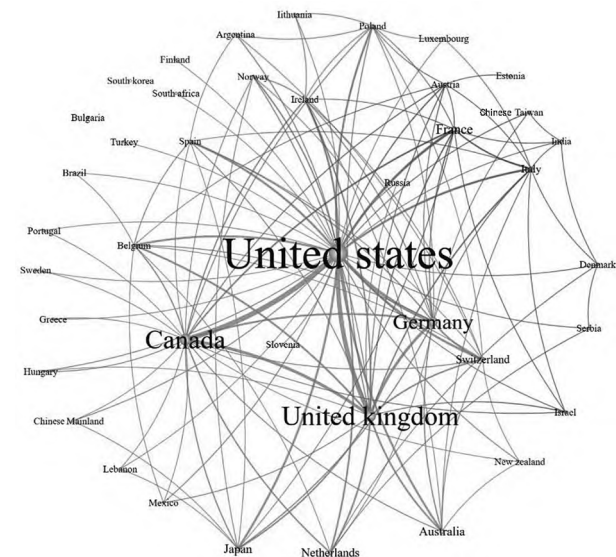 lithuania
Poland
Argentina
Luxembourg
Finland
Norway
Estonia
South korea
South africa
Austria
Ireland
Chinese Taiwan
Bulgaria
France
Turkey
Spain
India
Italy
Brazil
Russia
Portugal
Belgium
United states
Sweden
Denmark
Greece
Germany
Serbia
Canada
Slovenia
Switzerland
Hungary
United kingdom
Israel
Chinese Mainland
New zealand
Lebanon
Mexico
Australia
Japan
Netherlands